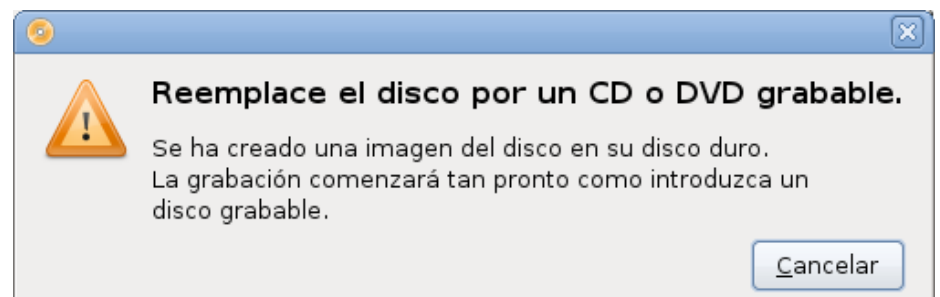 Reemplace el disco por un CD o DVD grabable.
Se ha creado una imagen del disco en su disco duro.
La grabación comenzará tan pronto como introduzca un
disco grabable.
Cancelar